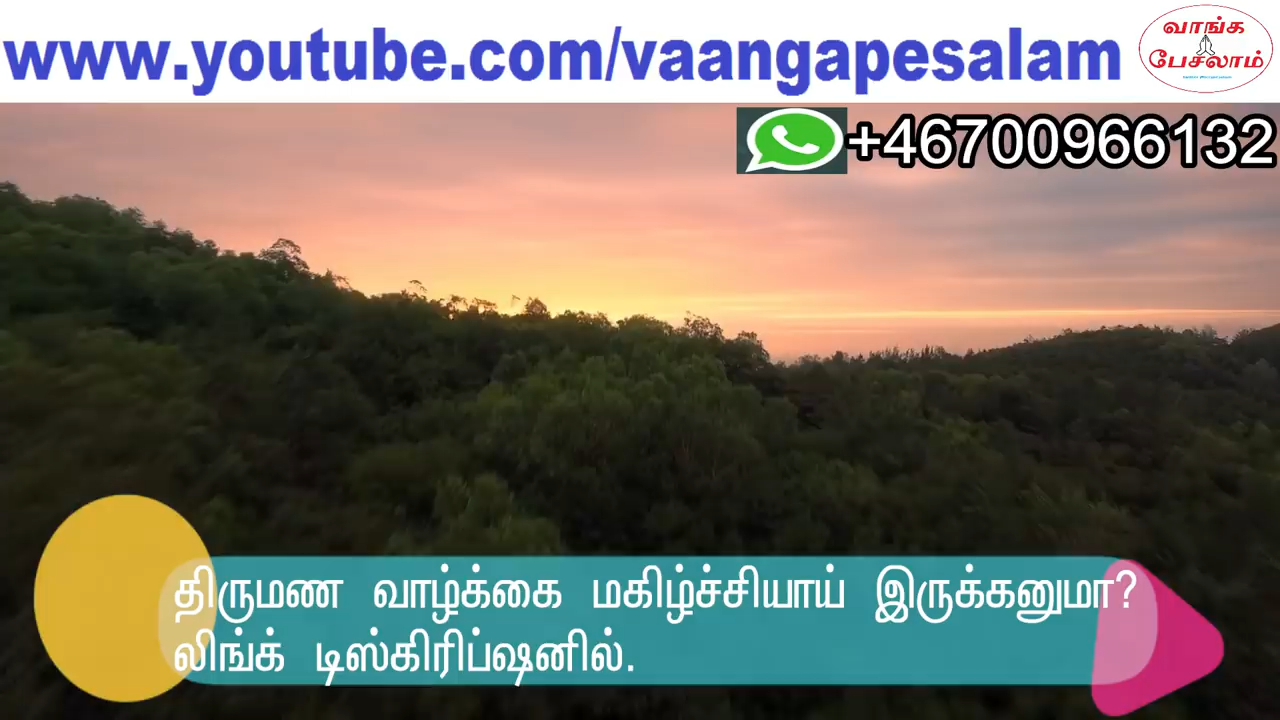 www.youtube.com/vaangapesalam
வாங்க
பேசலாம்
+46700966132
திருமண வாழ்க்கை மகிழ்ச்சியாய் இருக்கனுமா?
லிங்க் டிஸ்கிரிப்ஷனில்.